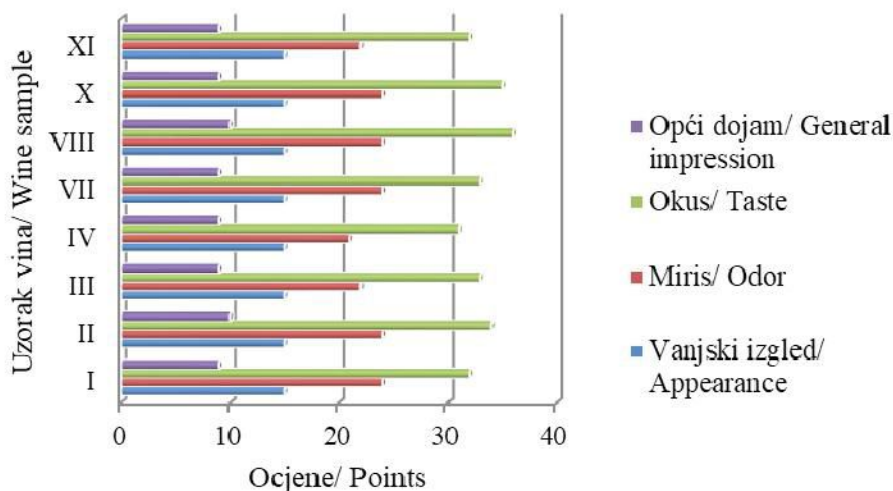 Uzorak vina/ Wine sample
XI
X
VIII
VII
IV
III
II
I
0 10 20 30 40
Ocjene/ Points
Opći dojam/ General
impression
Okus/ Taste
Miris/ Odor
Vanjski izgled/
Appearance